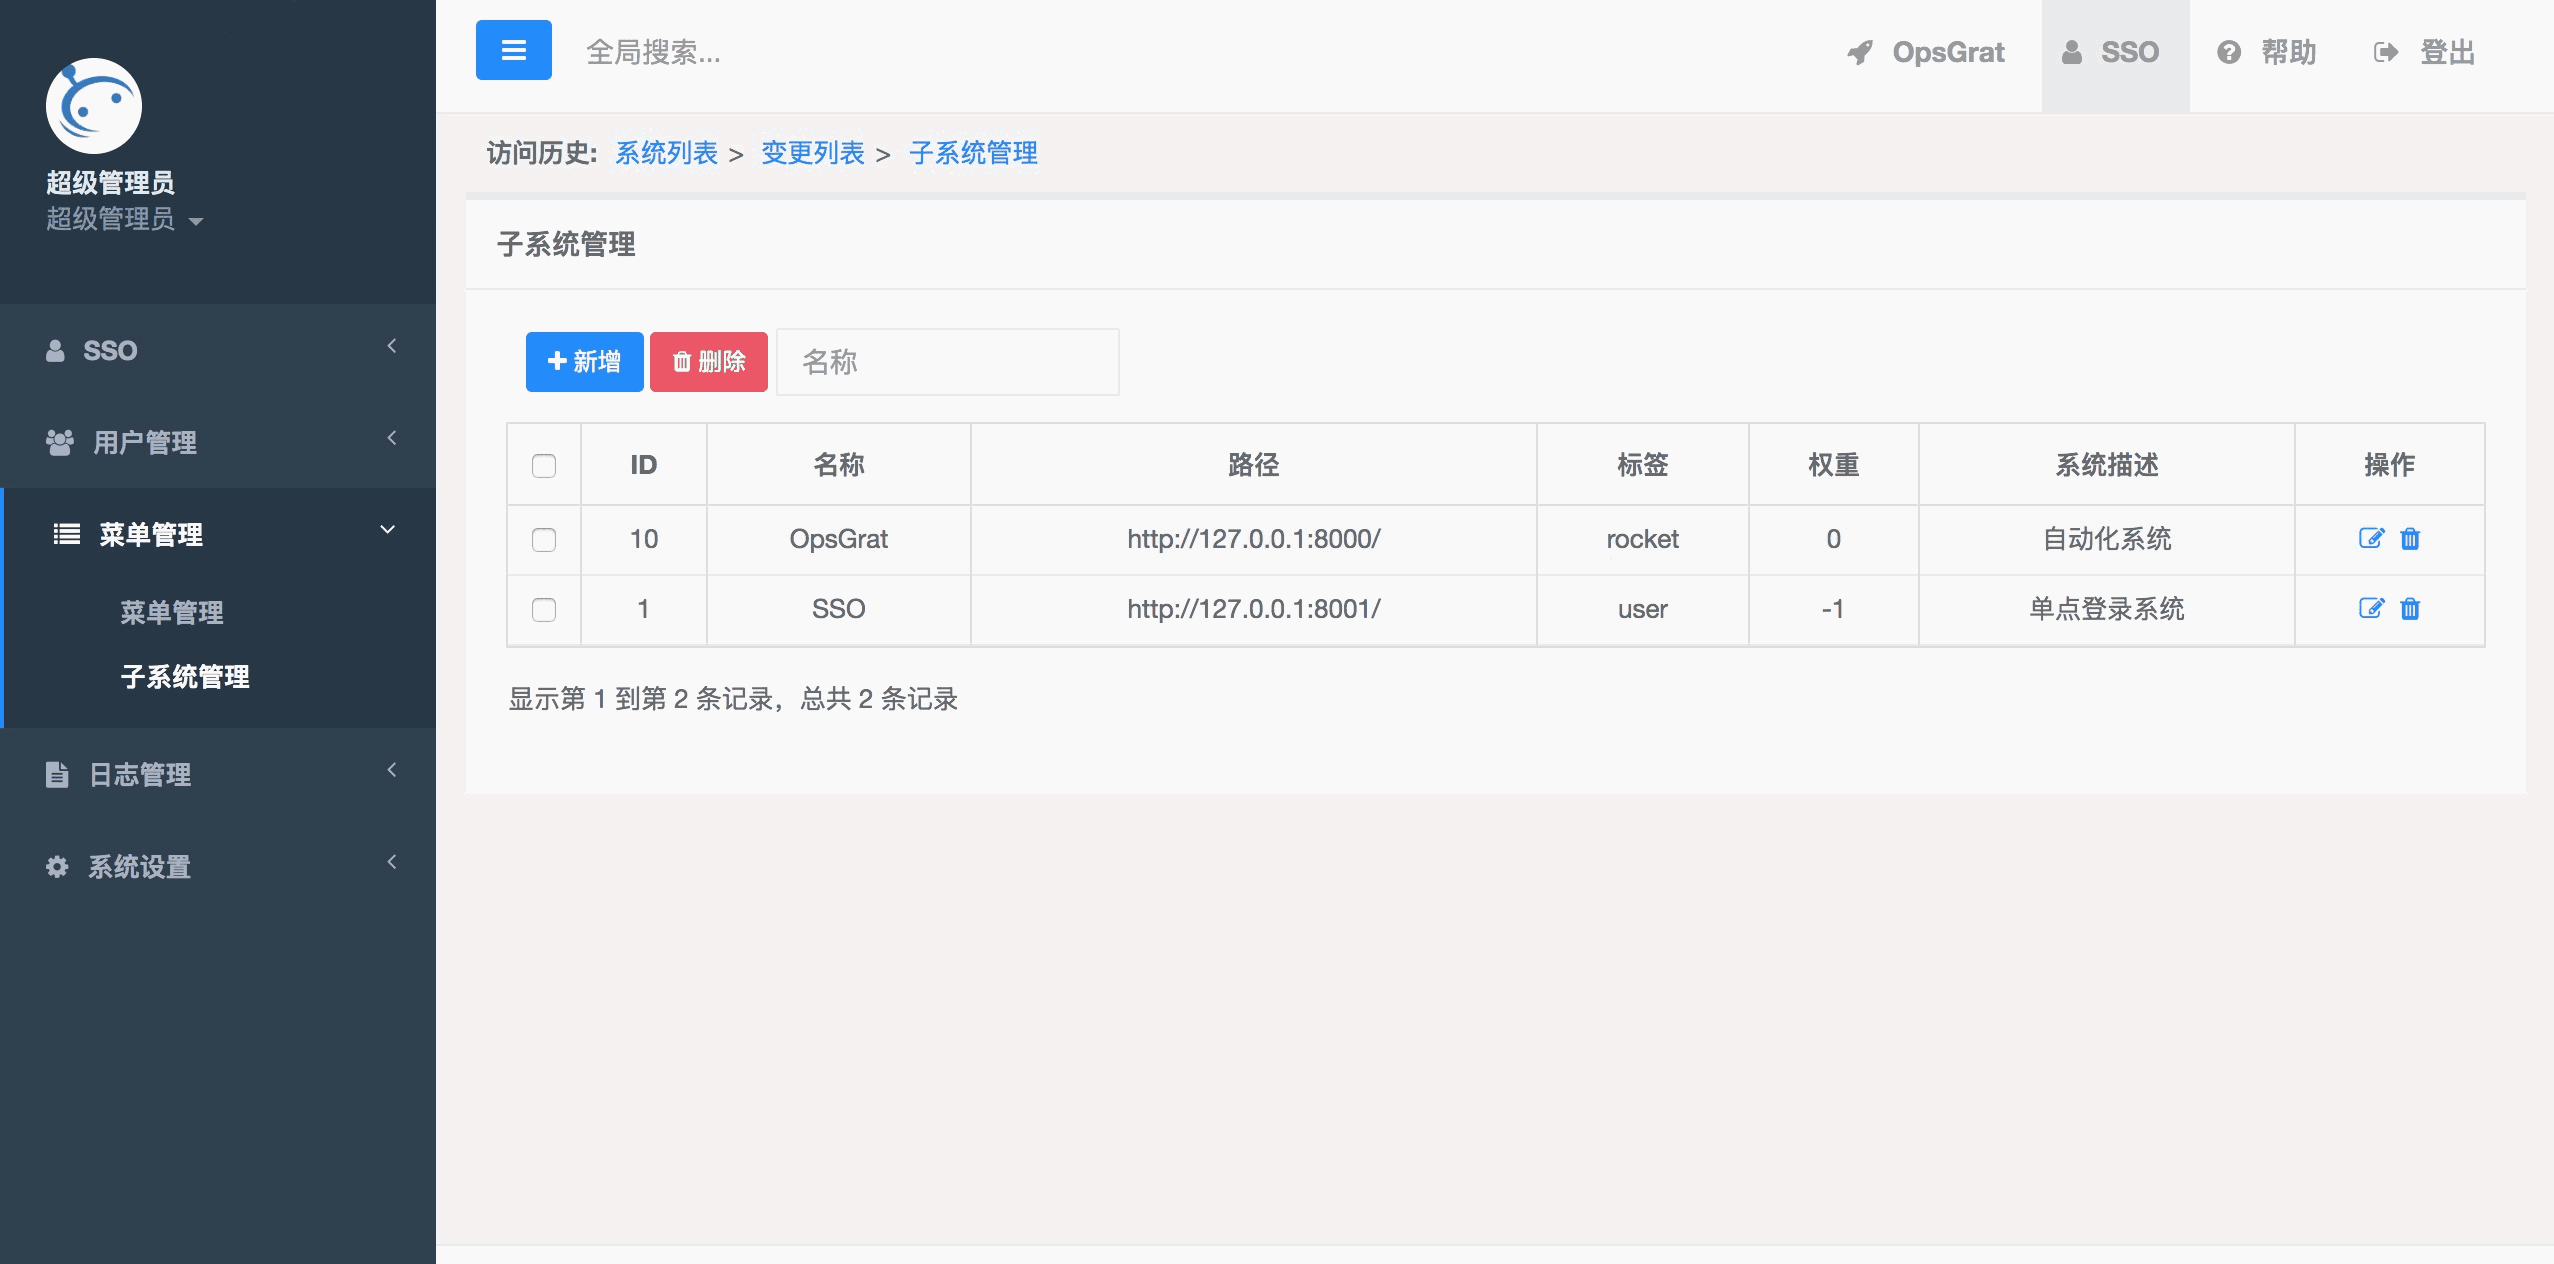 全局搜索...
OpsGrat
SSO
帮助
登出
超级管理员
超级管理员
SSO
用户管理
菜单管理
菜单管理
子系统管理
日志管理
系统设置
访问历史: 系统列表 > 变更列表 > 子系统管理
子系统管理
新增 删除 名称
ID 名称 路径 标签 权重 系统描述 操作
10 OpsGrat http://127.0.0.1:8000/ rocket 0 自动化系统
1 SSO http://127.0.0.1:8001/ user -1 单点登录系统
显示第 1 到第 2 条记录，总共 2 条记录